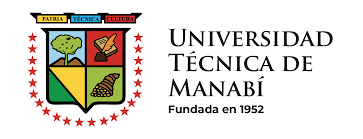 PATRIA TÉCNICA CULTURA
UNIVERSIDAD
TÉCNICA DE
MANABÍ
Fundada en 1952